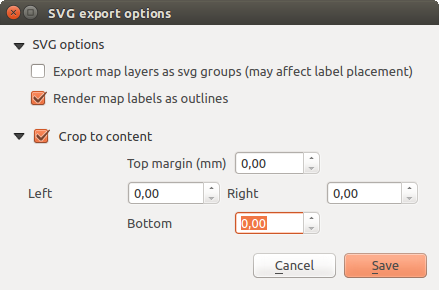 SVG export options
SVG options
Export map layers as svg groups (may affect label placement)
Render map labels as outlines
Crop to content
Top margin (mm) 0,00
Left 0,00 Right 0,00
Bottom 0,00
Cancel Save